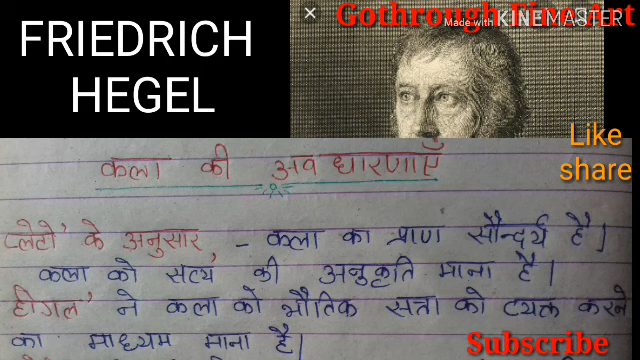 FRIEDRICH
HEGEL
Gothrough Fine Art
Made with KINEMASTER
Like
share
कला की अवधारणाएँ
प्लेटो' के अनुसार - कला का प्राण सौन्दर्य है।
कला को सत्य की अनुकृति माना है।
हीगल' ने कला को भौतिक सत्ता को व्यक्त करने
का माध्यम माना है।
Subscribe